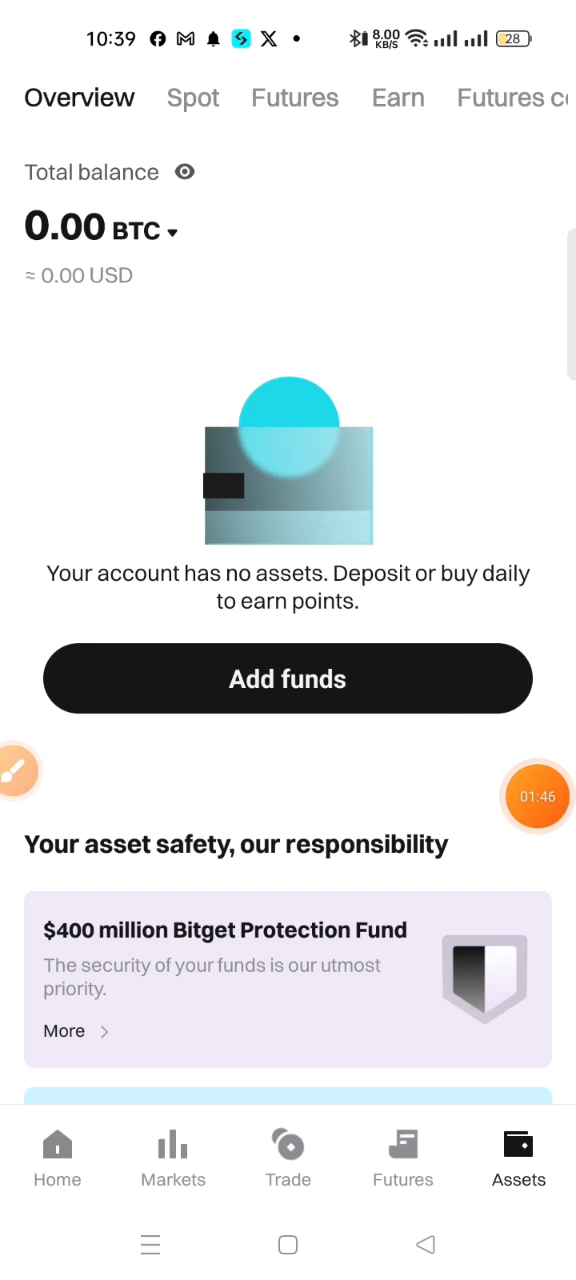 10:39 8.00 KB/S 28
Overview Spot Futures Earn Futures co
Total balance
0.00 BTC
≈ 0.00 USD
Your account has no assets. Deposit or buy daily
to earn points.
Add funds
01:46
Your asset safety, our responsibility
$400 million Bitget Protection Fund
The security of your funds is our utmost
priority.
More
Home Markets Trade Futures Assets